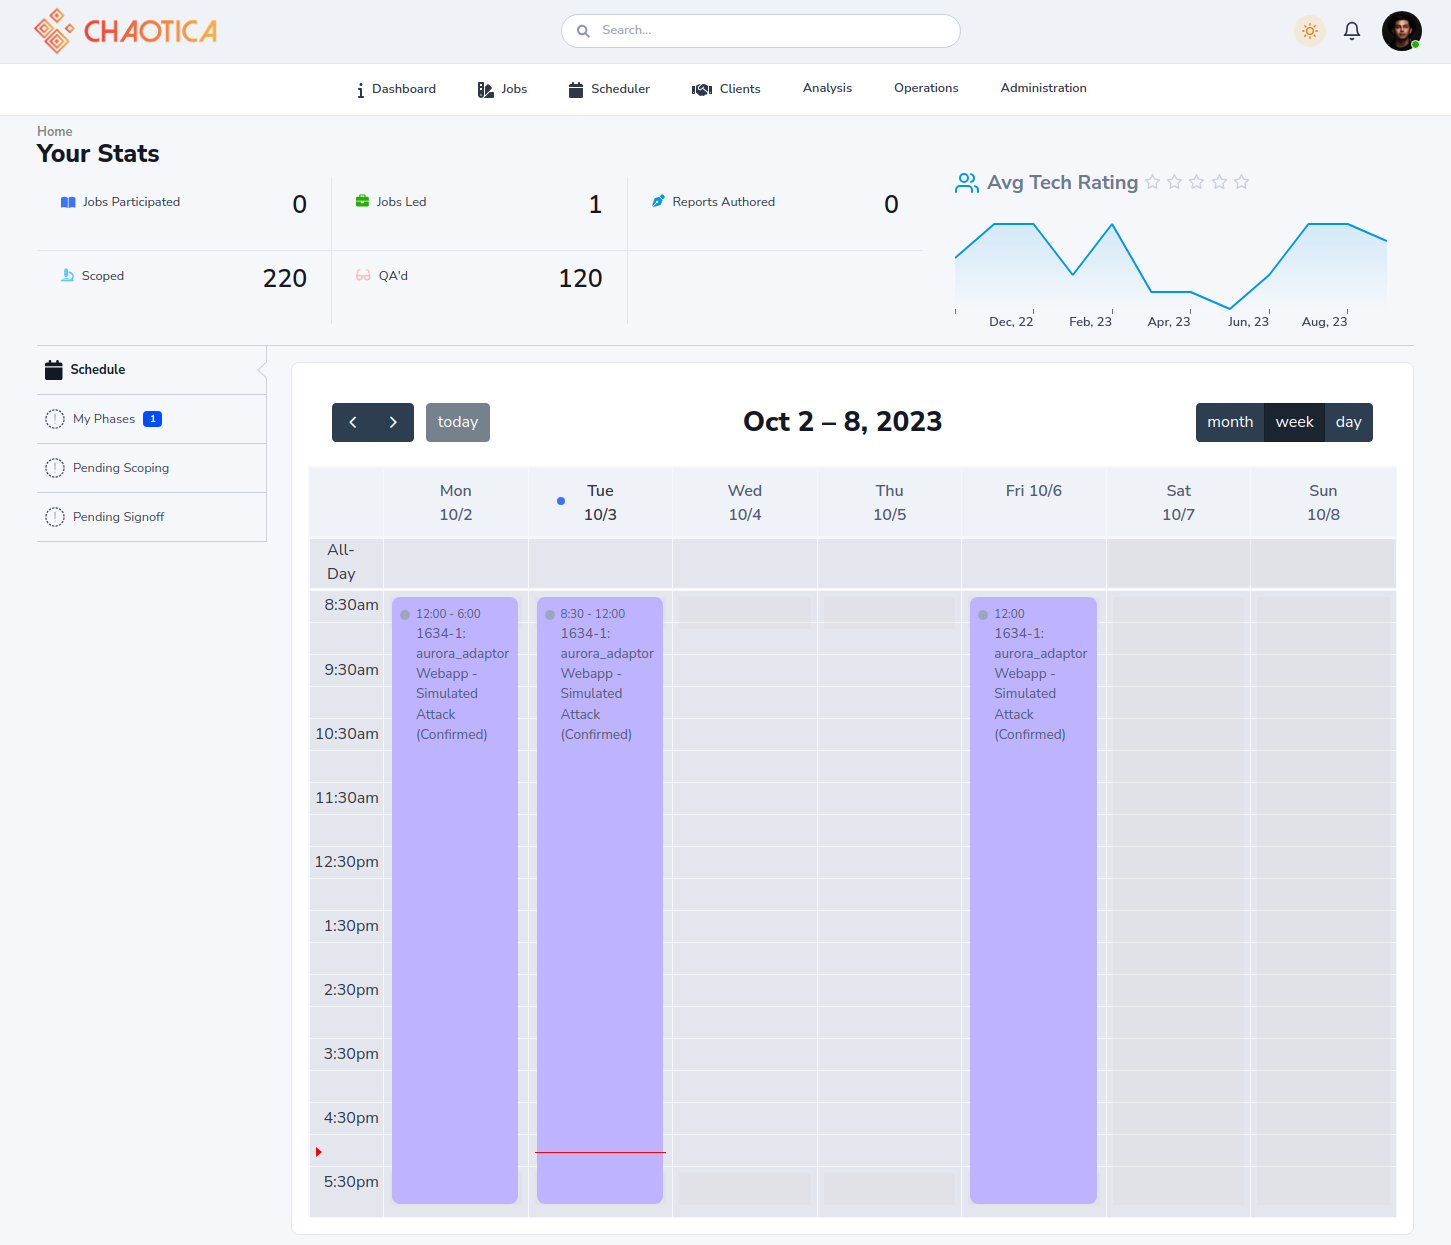 CHAOTICA
Search...
Dashboard Jobs Scheduler Clients Analysis Operations Administration
Home
Your Stats
Jobs Participated 0
Jobs Led 1
Reports Authored 0
Scoped 220
QA'd 120
Avg Tech Rating
Dec, 22 Feb, 23 Apr, 23 Jun, 23 Aug, 23
Schedule
My Phases 1
Pending Scoping
Pending Signoff
today
Oct 2 – 8, 2023
month week day
Mon
10/2
Tue
10/3
Wed
10/4
Thu
10/5
Fri 10/6
Sat
10/7
Sun
10/8
All-
Day
8:30am
9:30am
10:30am
11:30am
12:30pm
1:30pm
2:30pm
3:30pm
4:30pm
5:30pm
12:00 - 6:00
1634-1:
aurora_adaptor
Webapp -
Simulated
Attack
(Confirmed)
8:30 - 12:00
1634-1:
aurora_adaptor
Webapp -
Simulated
Attack
(Confirmed)
12:00
1634-1:
aurora_adaptor
Webapp -
Simulated
Attack
(Confirmed)